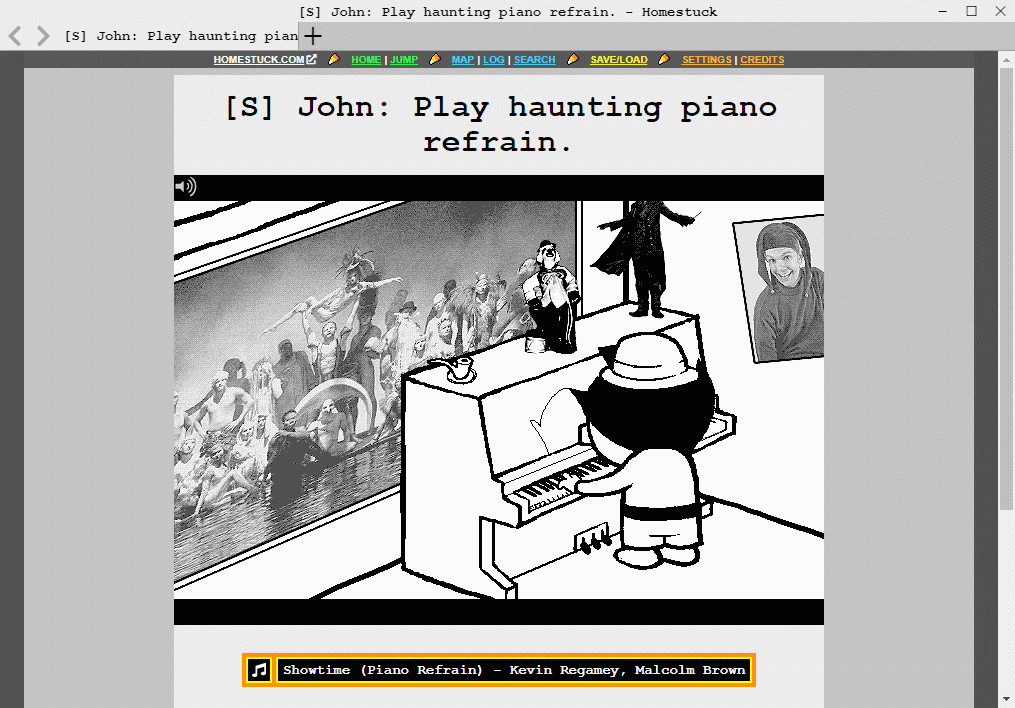 [S] John: Play haunting piano refrain. - Homestuck
[S] John: Play haunting pian
HOMESTUCK.COM HOME | JUMP MAP | LOG | SEARCH SAVE/LOAD SETTINGS | CREDITS
[S] John: Play haunting piano
refrain.
Showtime (Piano Refrain) - Kevin Regamey, Malcolm Brown